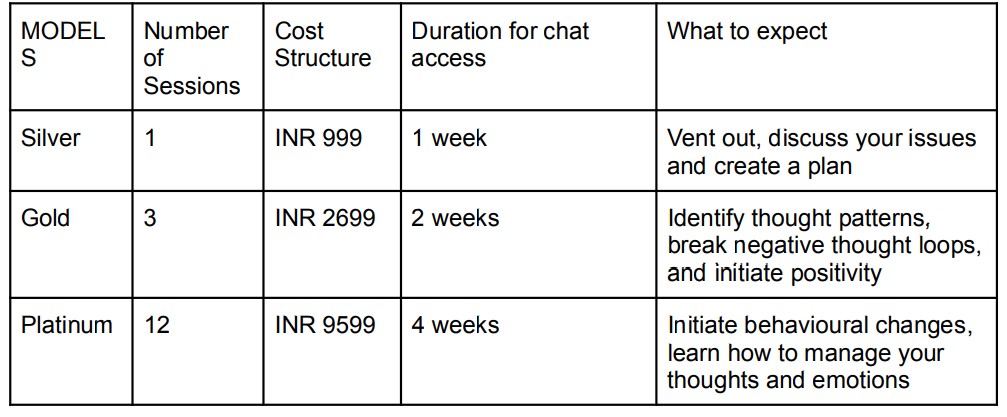 MODEL Number Cost Duration for chat What to expect
S of Structure access
Sessions
Silver 1 INR 999 1 week Vent out, discuss your issues
and create a plan
Gold 3 INR 2699 2 weeks Identify thought patterns,
break negative thought loops,
and initiate positivity
Platinum 12 INR 9599 4 weeks Initiate behavioural changes,
learn how to manage your
thoughts and emotions